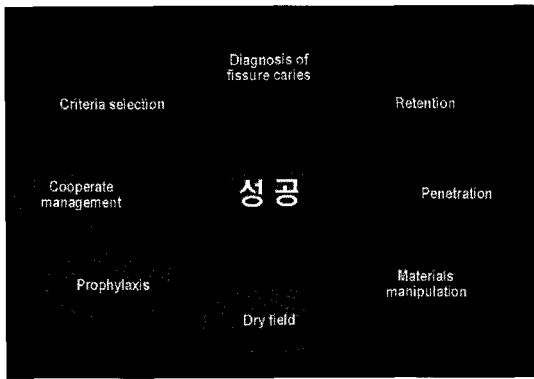 Diagnosis of
fissure caries
Criteria selection
Retention
Cooperate
management
성공
Penetration
Prophylaxis
Materials
manipulation
Dry field